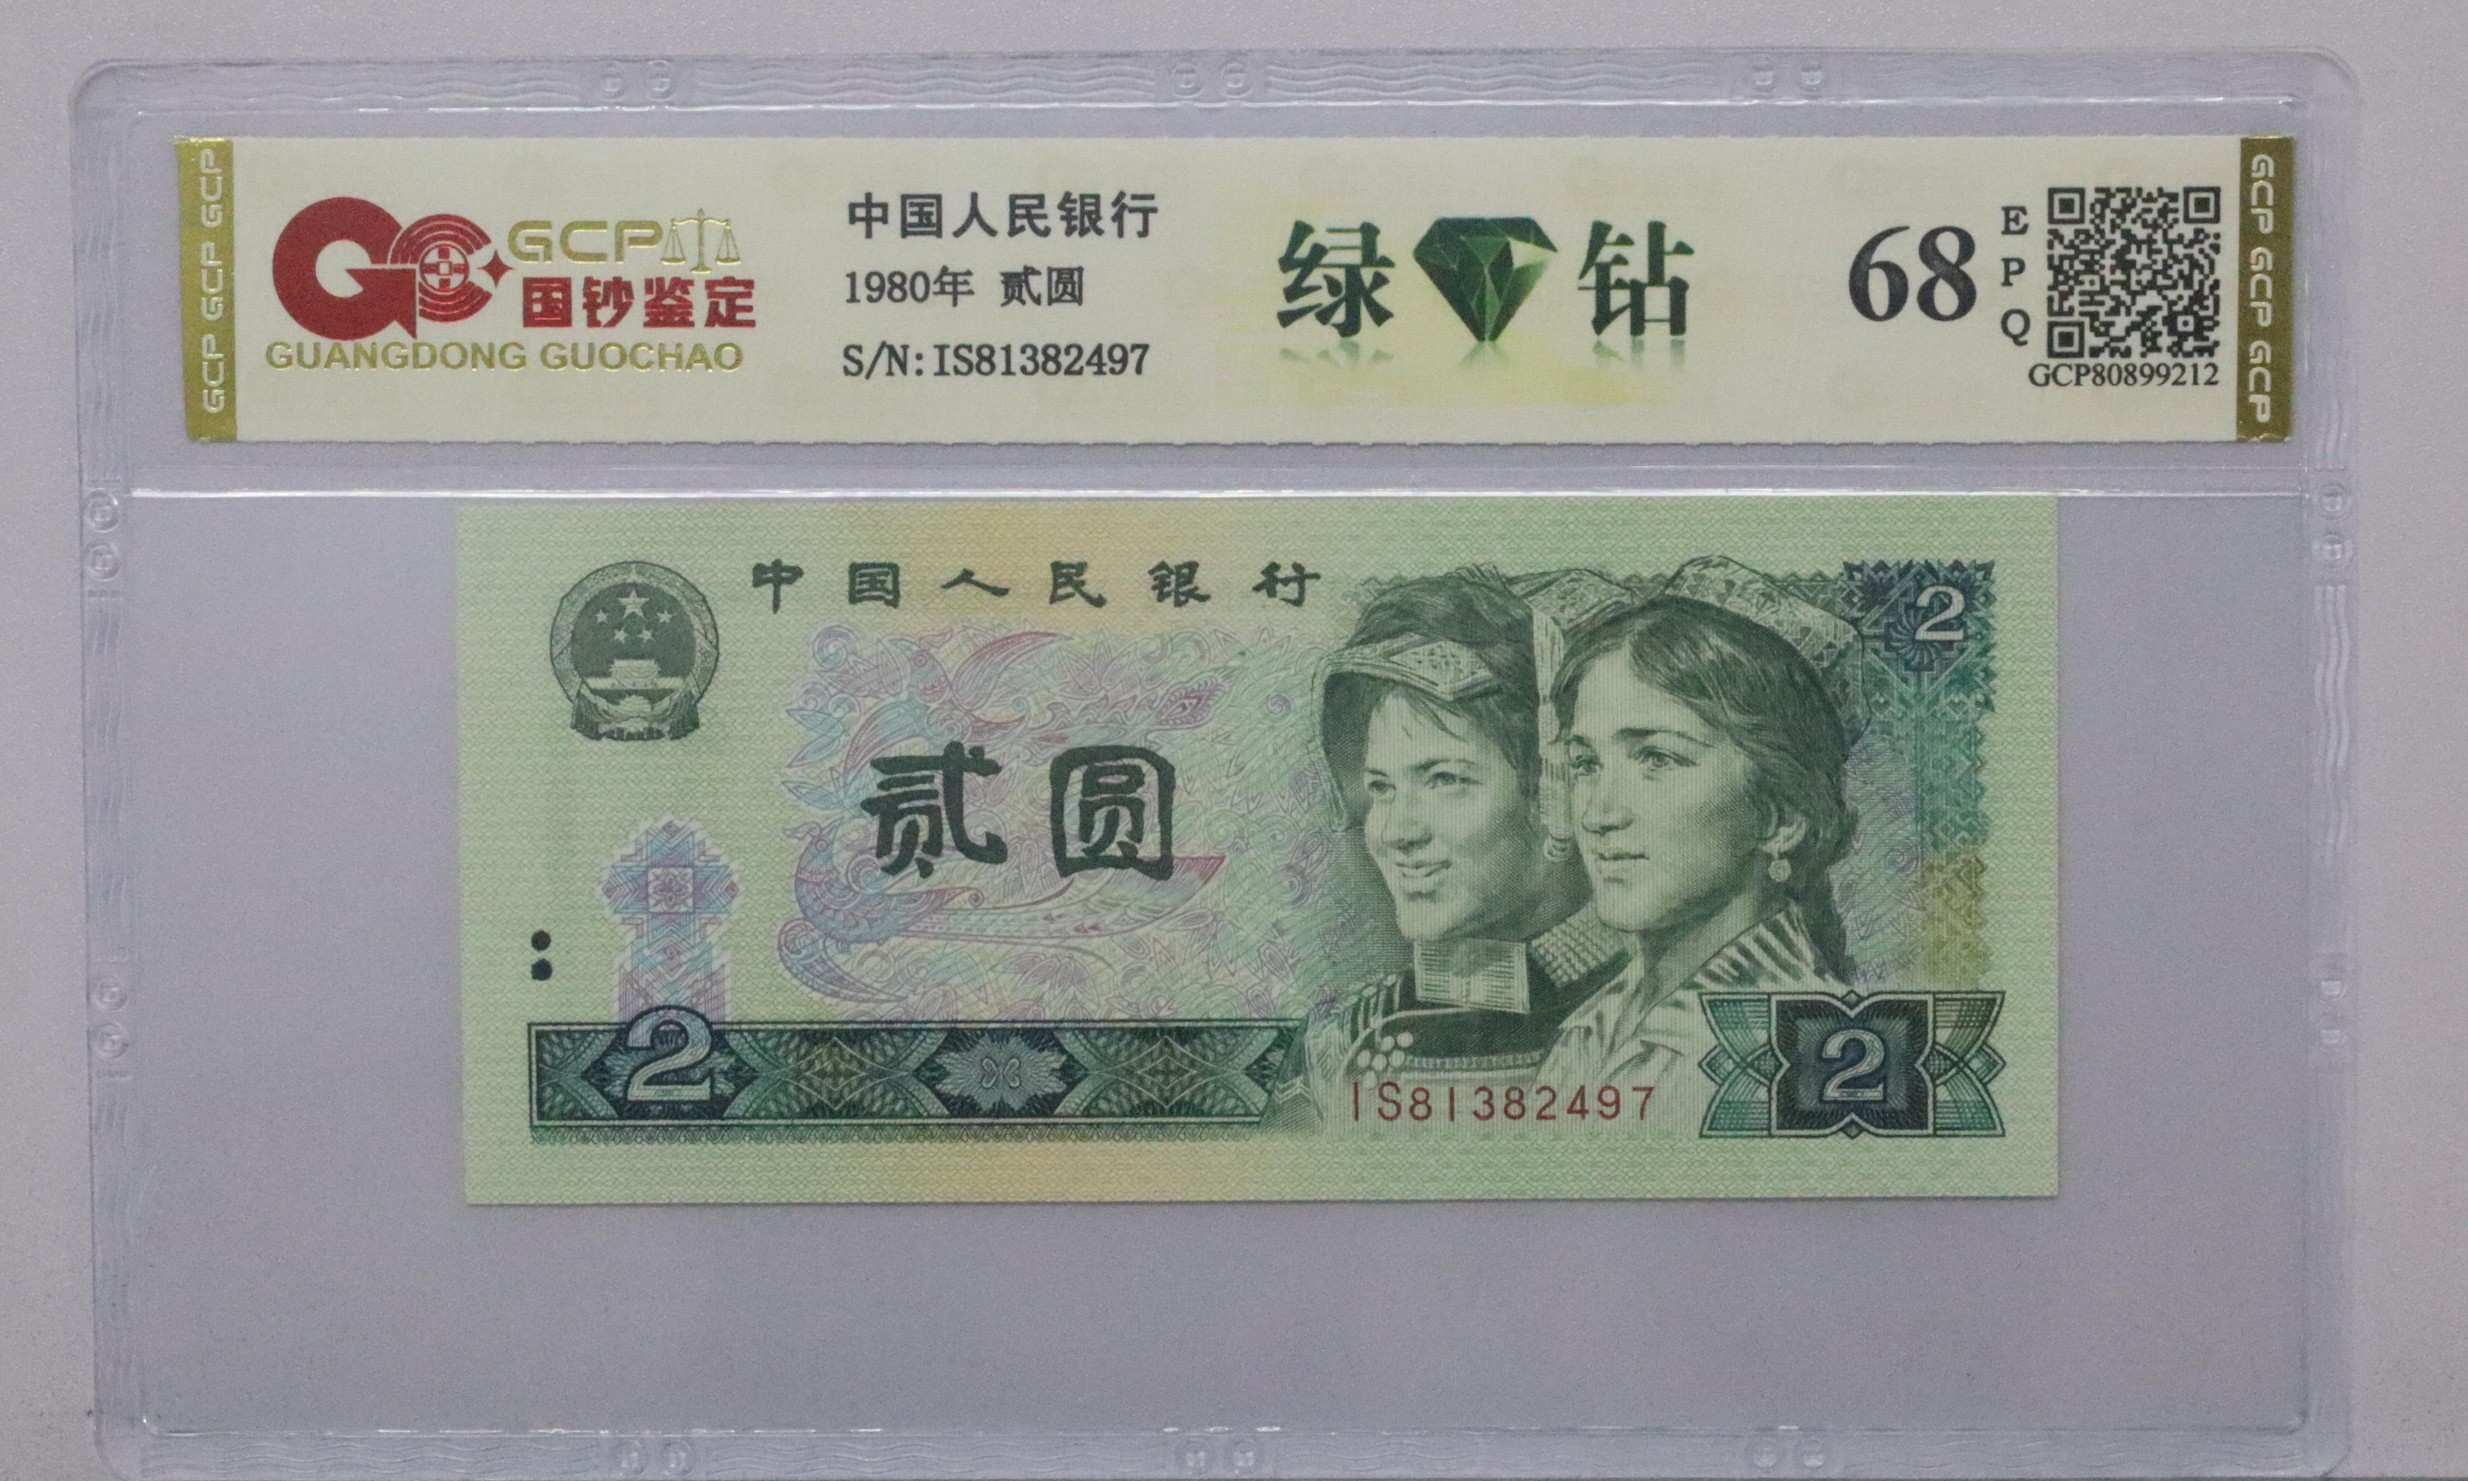 GCP GCP GCP
GCP
国钞鉴定
GUANGDONG GUOCHAO
中国人民银行
1980年 贰圆
S/N: IS81382497
绿钻
68
E
P
Q
GCP80899212
GCP GCP GCP
中国人民银行
2
贰圆
2
IS81382497
2